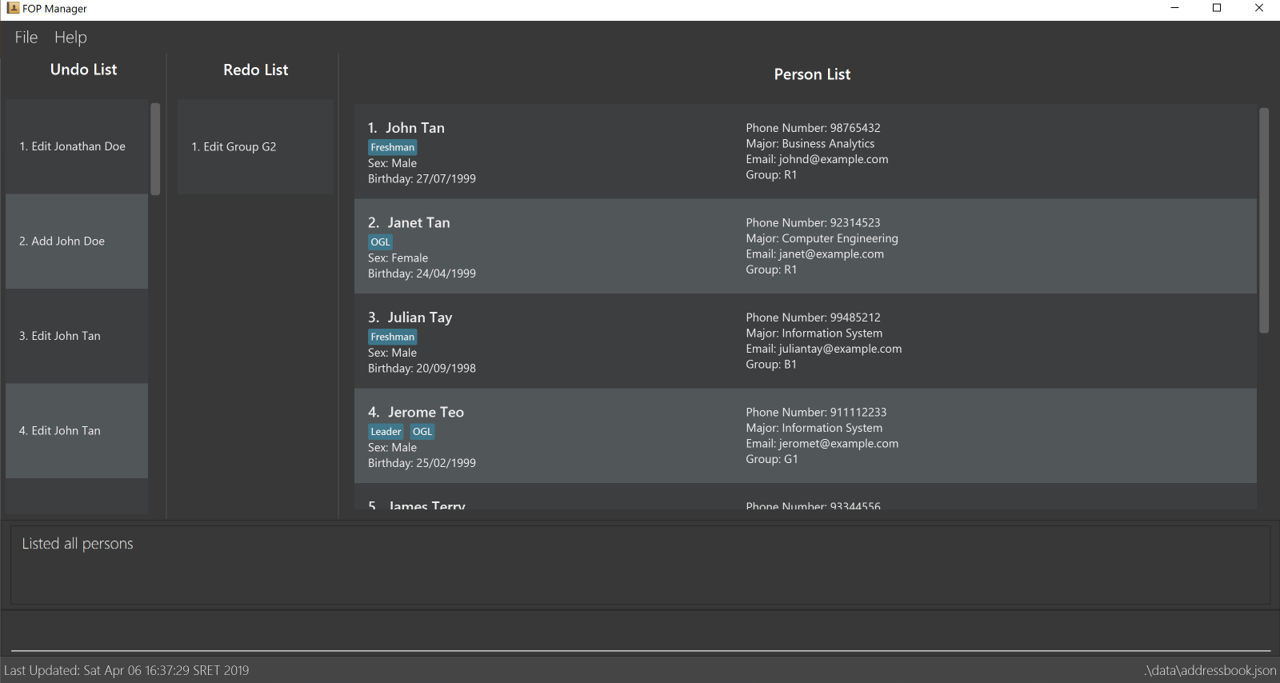 FOP Manager
File Help
Undo List
1. Edit Jonathan Doe
2. Add John Doe
3. Edit John Tan
4. Edit John Tan
Redo List
1. Edit Group G2
Person List
1. John Tan
Freshman
Sex: Male
Birthday: 27/07/1999
Phone Number: 98765432
Major: Business Analytics
Email: johnd@example.com
Group: R1
2. Janet Tan
OGL
Sex: Female
Birthday: 24/04/1999
Phone Number: 92314523
Major: Computer Engineering
Email: janet@example.com
Group: R1
3. Julian Tay
Freshman
Sex: Male
Birthday: 20/09/1998
Phone Number: 99485212
Major: Information System
Email: juliantay@example.com
Group: B1
4. Jerome Teo
Leader OGL
Sex: Male
Birthday: 25/02/1999
Phone Number: 911112233
Major: Information System
Email: jeromet@example.com
Group: G1
5. James Terry
Phone Number: 93344556
Listed all persons
Last Updated: Sat Apr 06 16:37:29 SRET 2019
.\data\addressbook.json